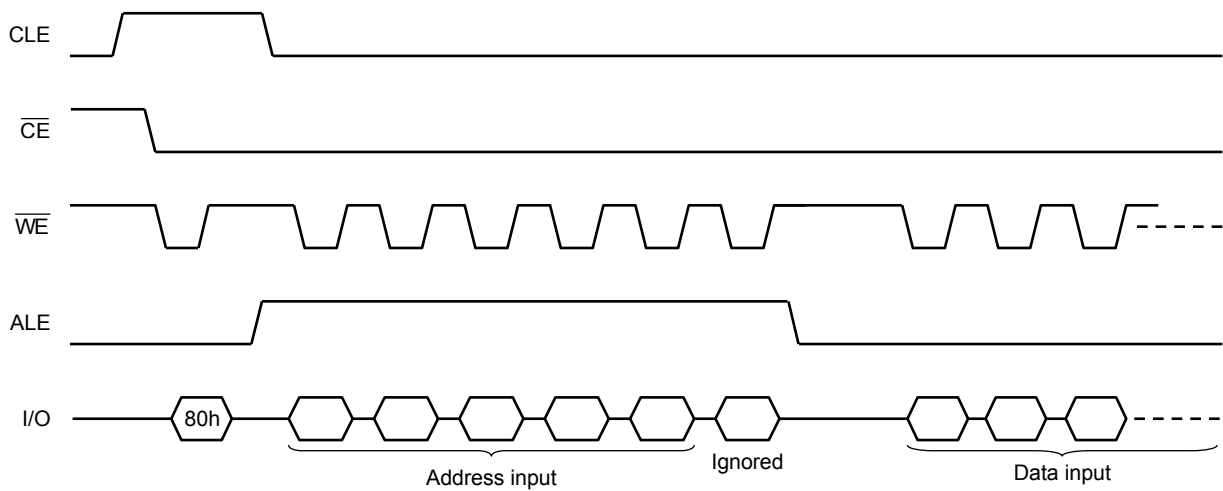 CLE
CE
WE
ALE
I/O
80h
Address input
Ignored
Data input